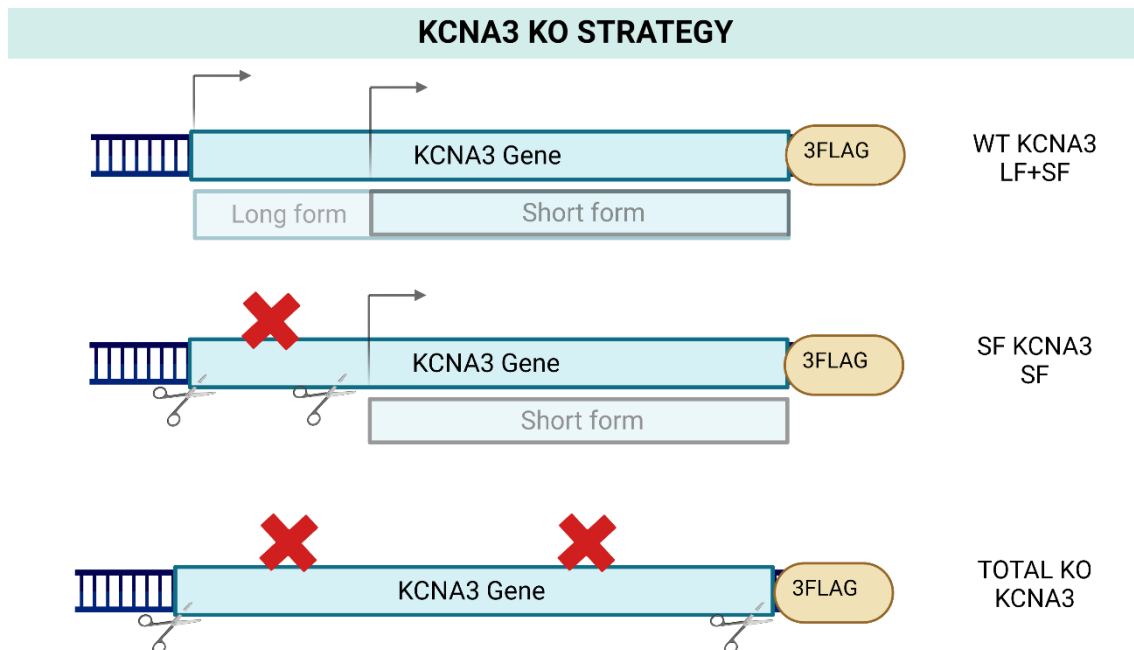 KCNA3 KO STRATEGY
KCNA3 Gene
3FLAG
WT KCNA3
LF+SF
Long form
Short form
KCNA3 Gene
3FLAG
SF KCNA3
SF
Short form
KCNA3 Gene
3FLAG
TOTAL KO
KCNA3